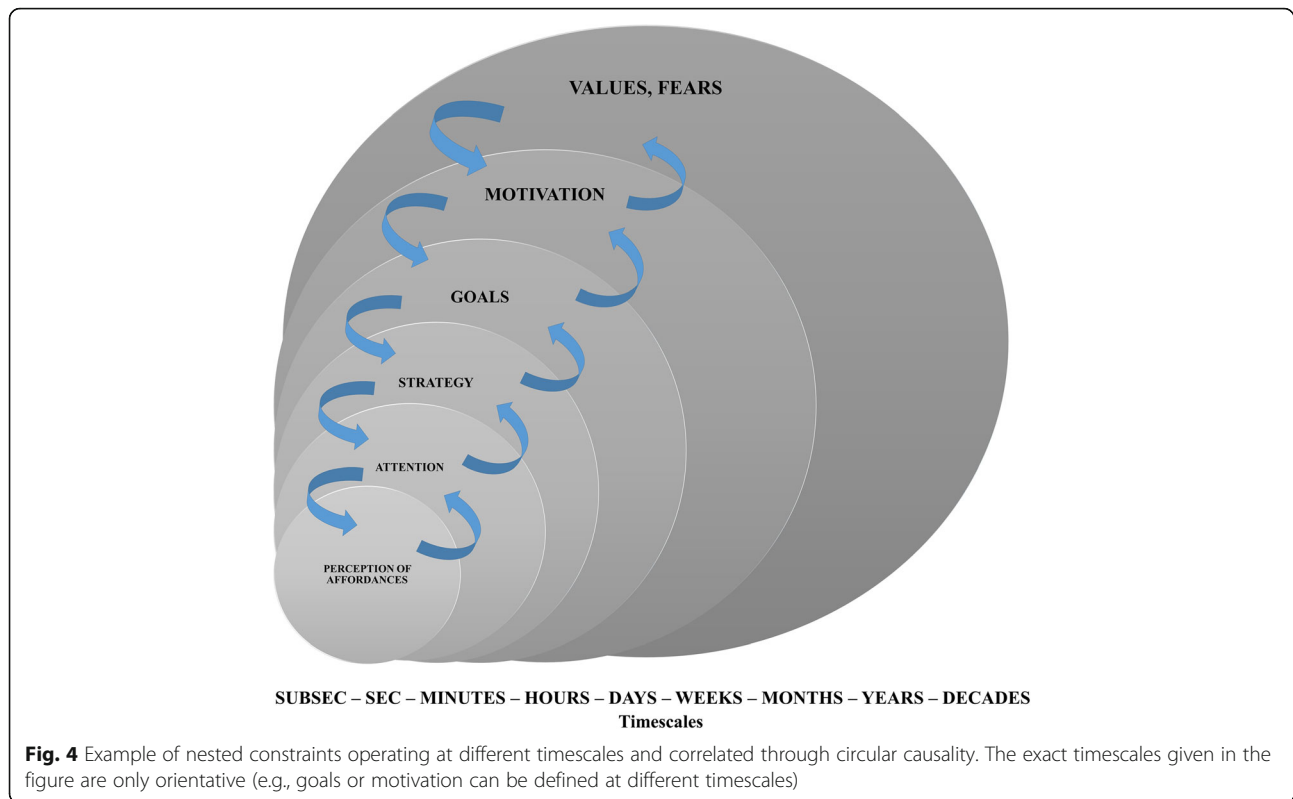 VALUES, FEARS
MOTIVATION
GOALS
STRATEGY
ATTENTION
PERCEPTION OF
AFFORDANCES
SUBSEC – SEC – MINUTES – HOURS – DAYS – WEEKS – MONTHS – YEARS – DECADES
Timescales
Fig. 4 Example of nested constraints operating at different timescales and correlated through circular causality. The exact timescales given in the
figure are only orientative (e.g., goals or motivation can be defined at different timescales)